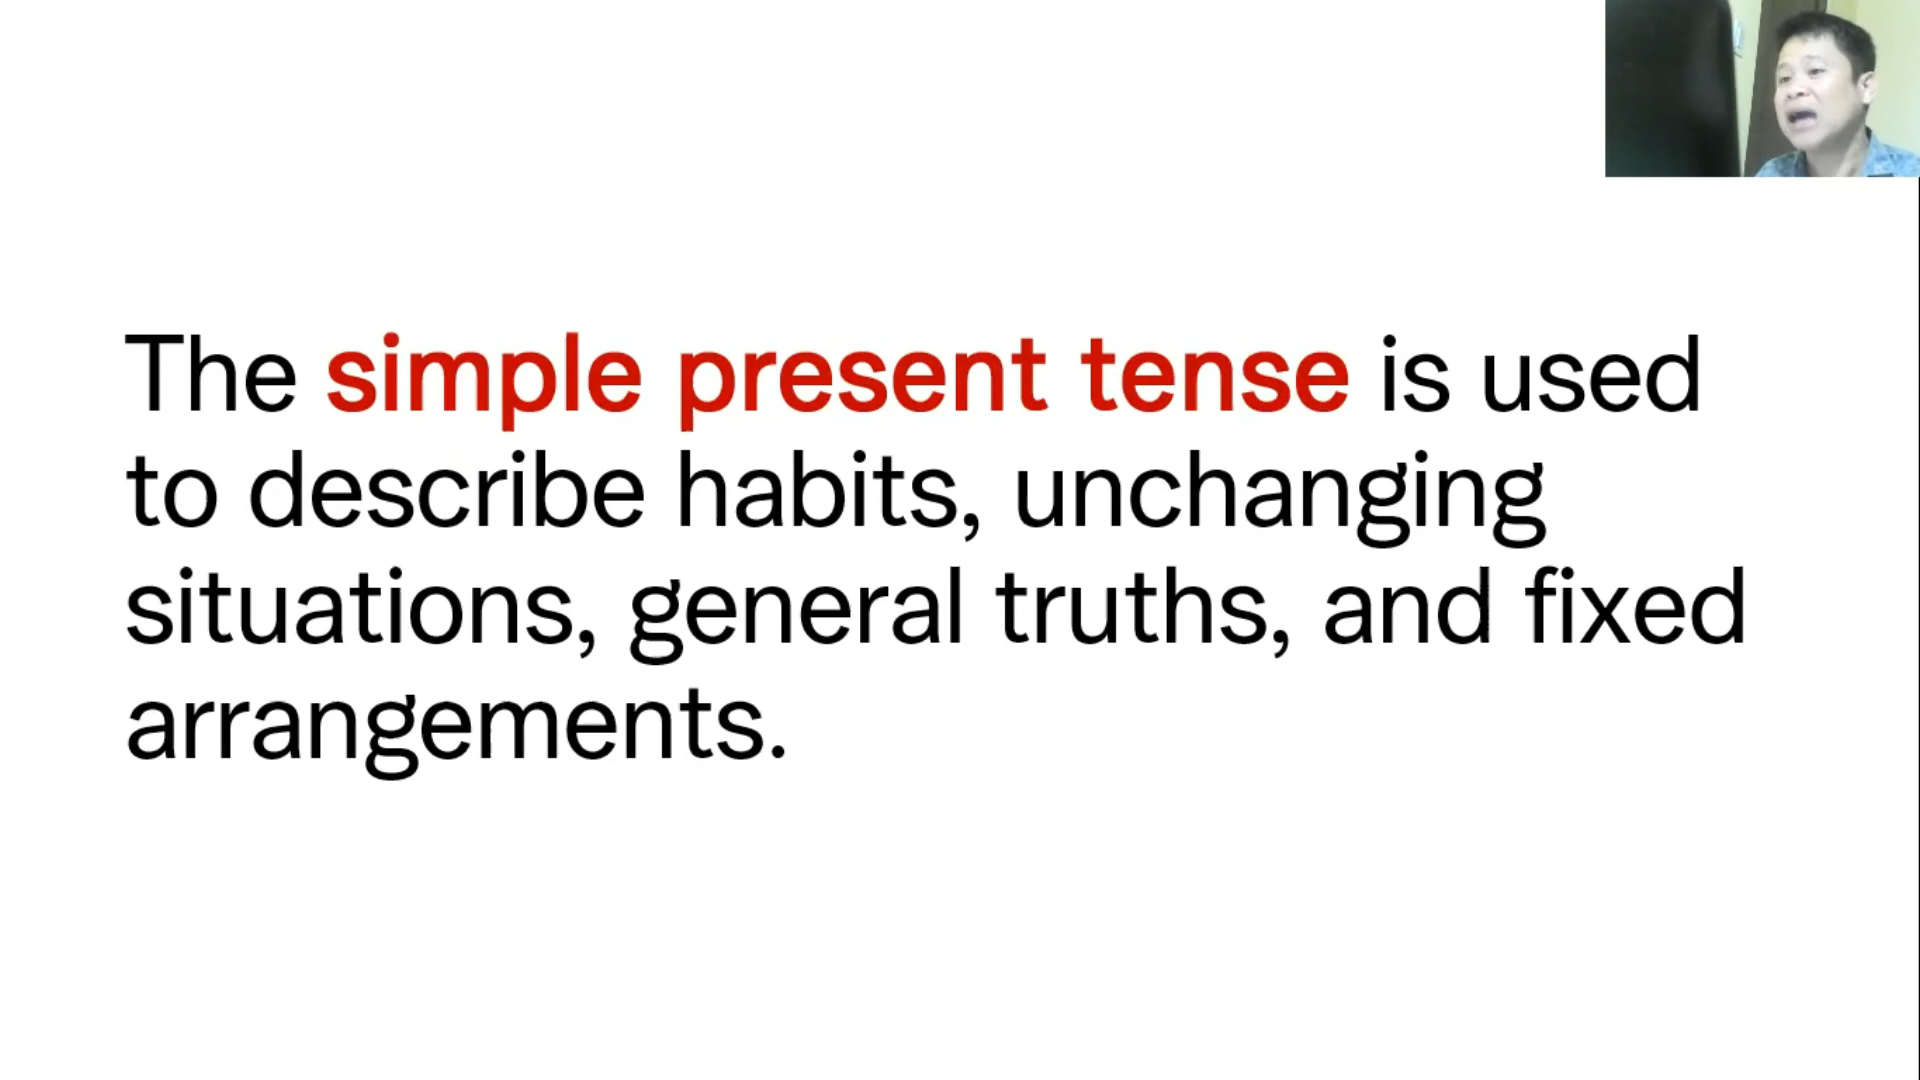 The simple present tense is used
to describe habits, unchanging
situations, general truths, and fixed
arrangements.